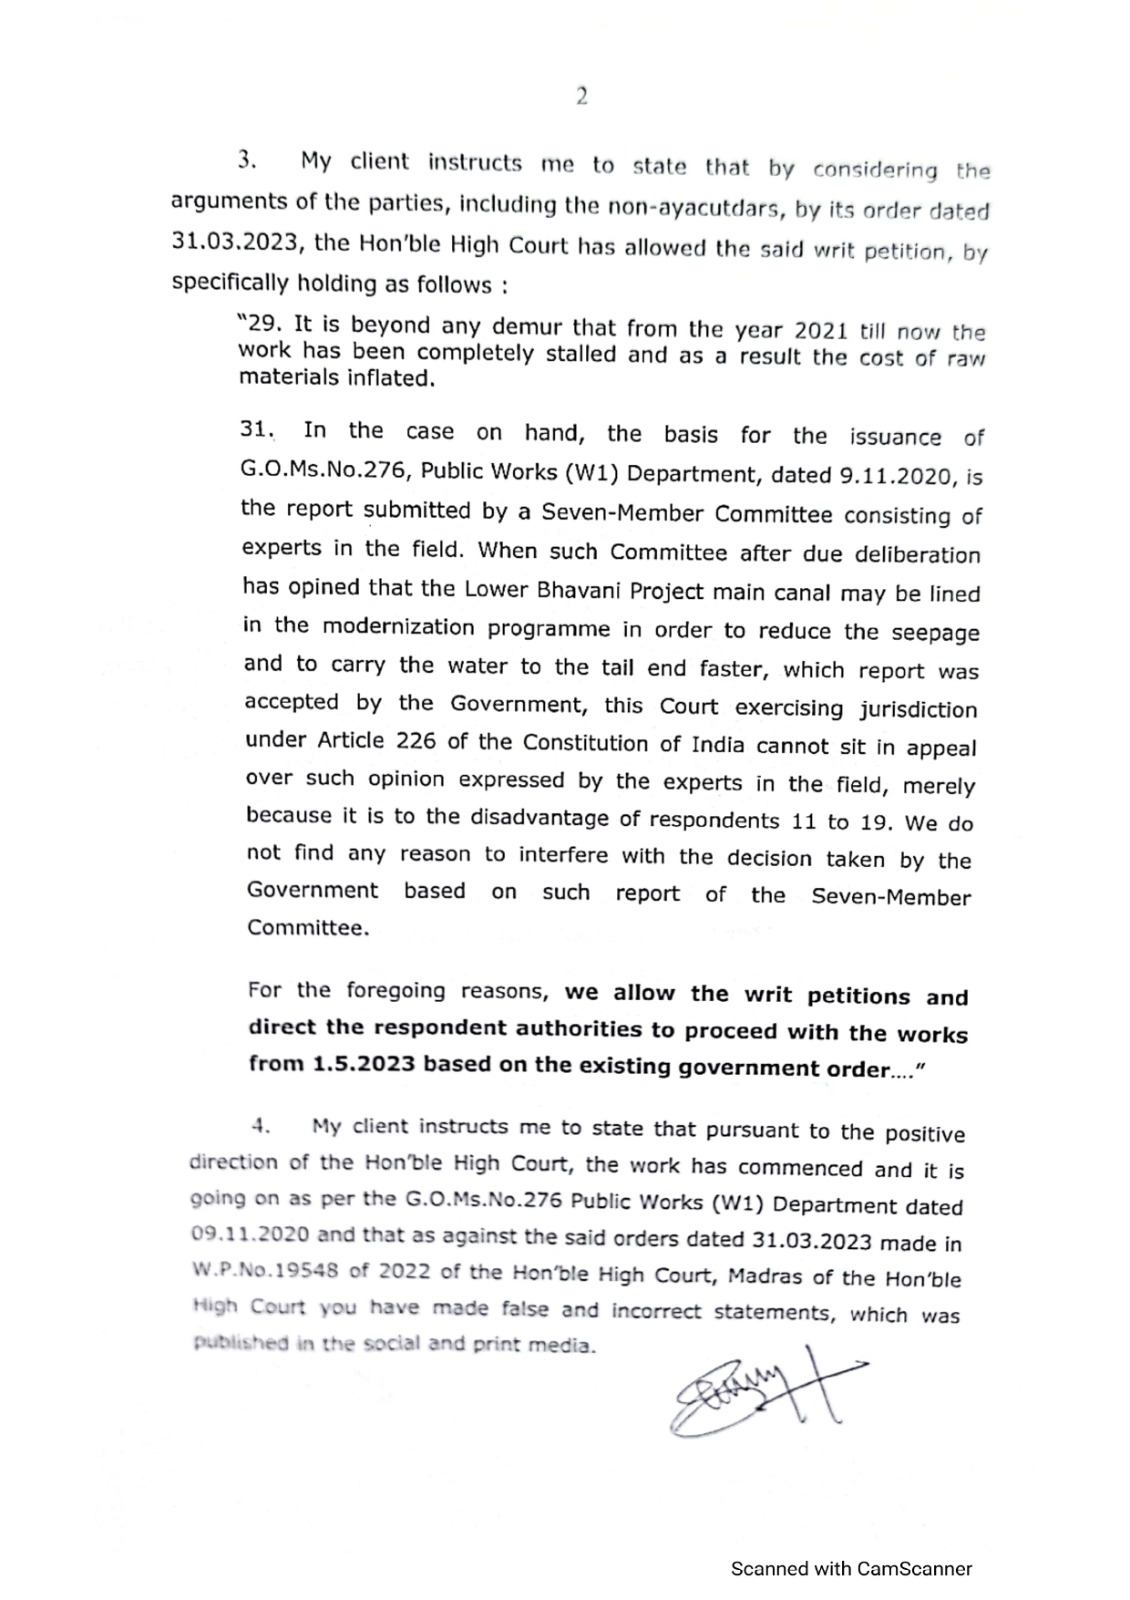 2
3. My client instructs me to state that by considering the
arguments of the parties, including the non-ayacutdars, by its order dated
31.03.2023, the Hon’ble High Court has allowed the said writ petition, by
specifically holding as follows :
“29. It is beyond any demur that from the year 2021 till now the
work has been completely stalled and as a result the cost of raw
materials inflated.
31. In the case on hand, the basis for the issuance of
G.O.Ms.No.276, Public Works (W1) Department, dated 9.11.2020, is
the report submitted by a Seven-Member Committee consisting of
experts in the field. When such Committee after due deliberation
has opined that the Lower Bhavani Project main canal may be lined
in the modernization programme in order to reduce the seepage
and to carry the water to the tail end faster, which report was
accepted by the Government, this Court exercising jurisdiction
under Article 226 of the Constitution of India cannot sit in appeal
over such opinion expressed by the experts in the field, merely
because it is to the disadvantage of respondents 11 to 19. We do
not find any reason to interfere with the decision taken by the
Government based on such report of the Seven-Member
Committee.
For the foregoing reasons, we allow the writ petitions and
direct the respondent authorities to proceed with the works
from 1.5.2023 based on the existing government order....”
4. My client instructs me to state that pursuant to the positive
direction of the Hon’ble High Court, the work has commenced and it is
going on as per the G.O.Ms.No.276 Public Works (W1) Department dated
09.11.2020 and that as against the said orders dated 31.03.2023 made in
W.P.No.19548 of 2022 of the Hon’ble High Court, Madras of the Hon’ble
High Court you have made false and incorrect statements, which was
published in the social and print media.
Scanned with CamScanner